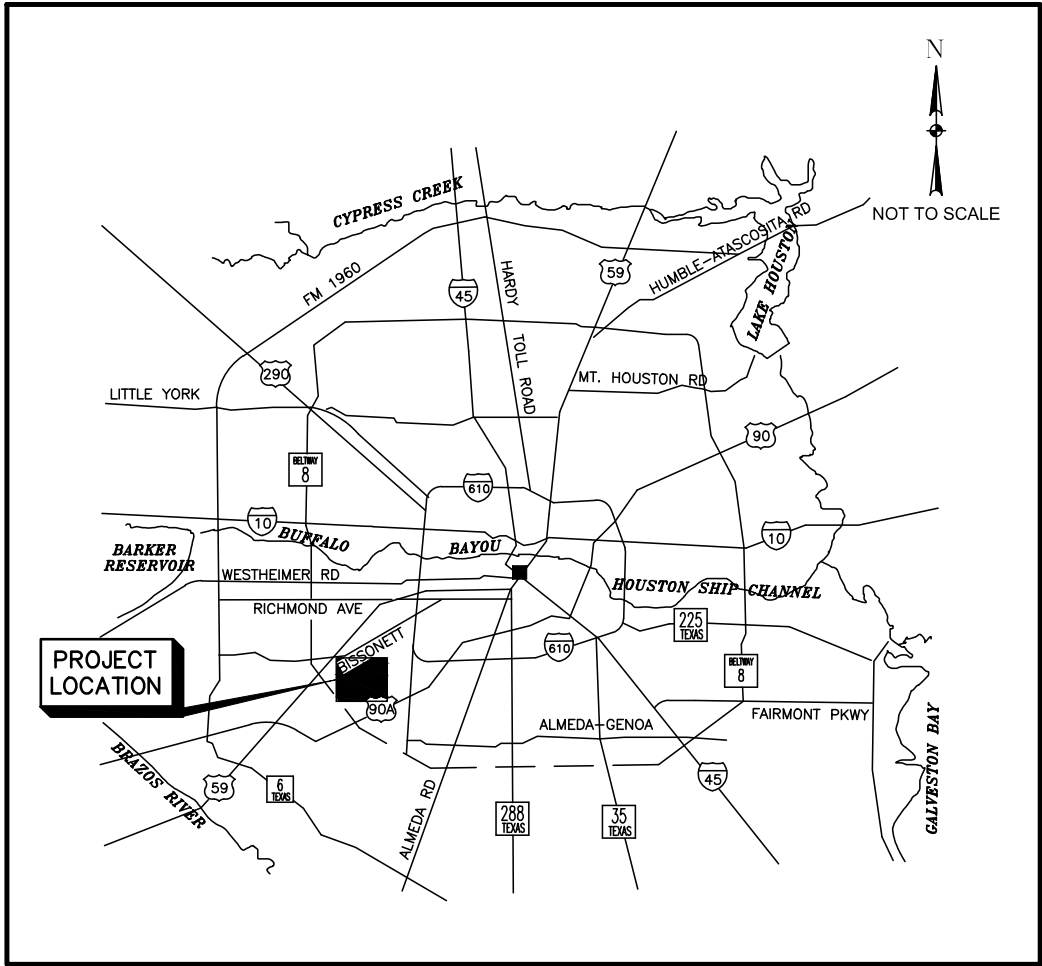 N
NOT TO SCALE
CYPRESS CREEK
HUMBLE-ATASCOSITA RD
FM 1960
45
HARDY
TOLL ROAD
59
LAKE HOUSTON
290
MT. HOUSTON RD
LITTLE YORK
90
BELTWAY
8
610
10
BUFFALO
BAYOU
10
BARKER
RESERVOIR
WESTHEIMER RD
HOUSTON SHIP CHANNEL
RICHMOND AVE
225
TEXAS
BISSONETT
610
PROJECT
LOCATION
BELTWAY
8
90A
FAIRMONT PKWY
ALMEDA-GENOA
GALVESTON BAY
BRAZOS RIVER
59
6
TEXAS
45
ALMEDA RD
288
TEXAS
35
TEXAS